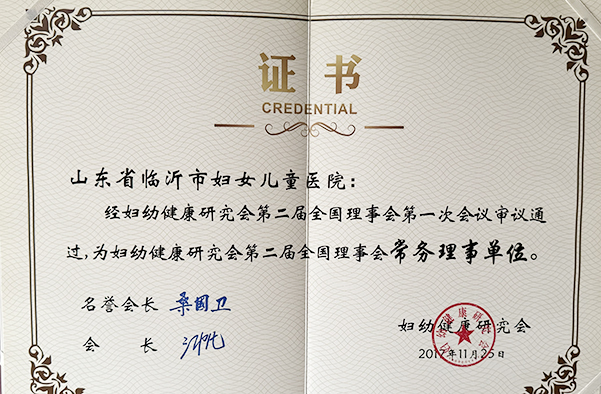 证书
CREDENTIAL
山东省临沂市妇女儿童医院：
经妇幼健康研究会第二届全国理事会第一次会议审议通
过，为妇幼健康研究会第二届全国理事会常务理事单位。
名誉会长 桑国卫
会 长
妇幼健康研究会
2017年11月25日